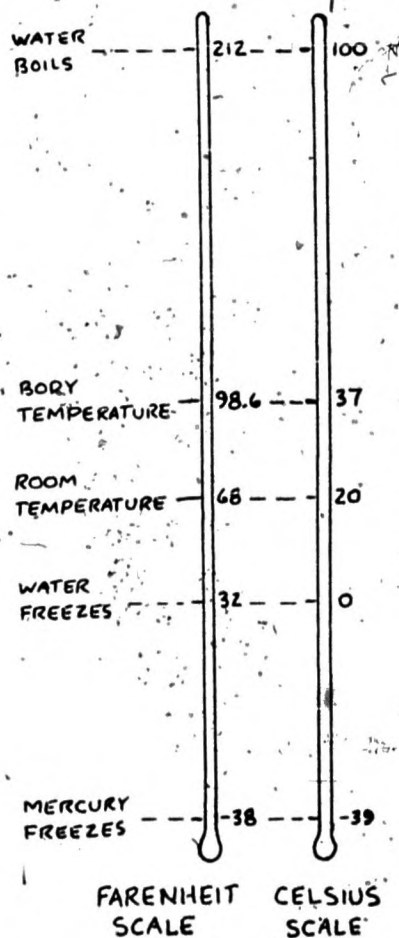 WATER
BOILS
212
100
BORY
TEMPERATURE
98.6
37
ROOM
TEMPERATURE
68
20
WATER
FREEZES
32
0
MERCURY
FREEZES
-38
-39
FARENHEIT
SCALE
CELSIUS
SCALE